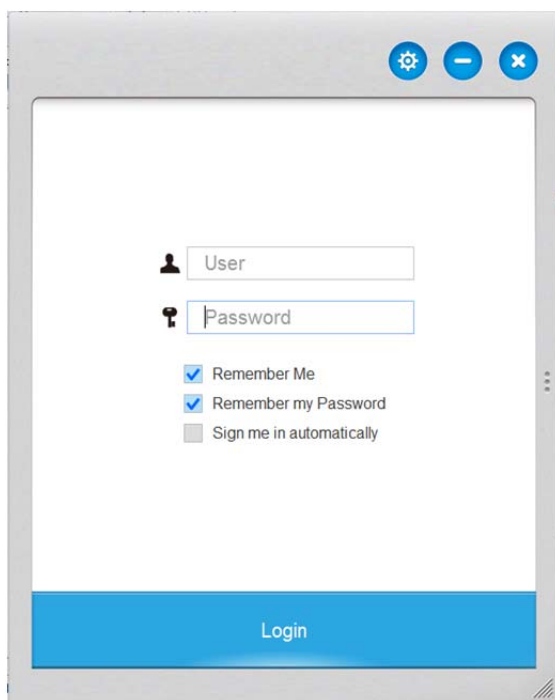 User
Password
Remember Me
Remember my Password
Sign me in automatically
Login